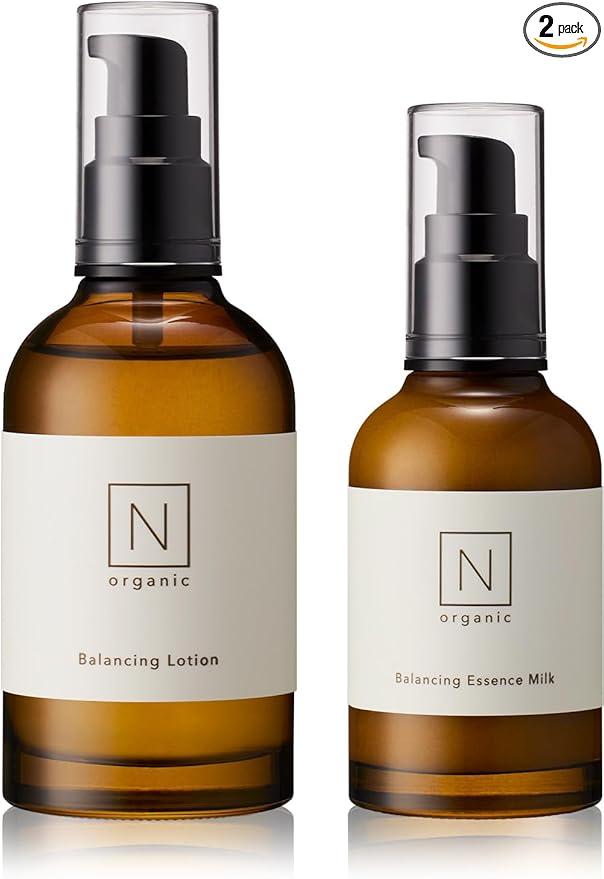 2
pack
N
organic
Balancing Lotion
N
organic
Balancing Essence Milk